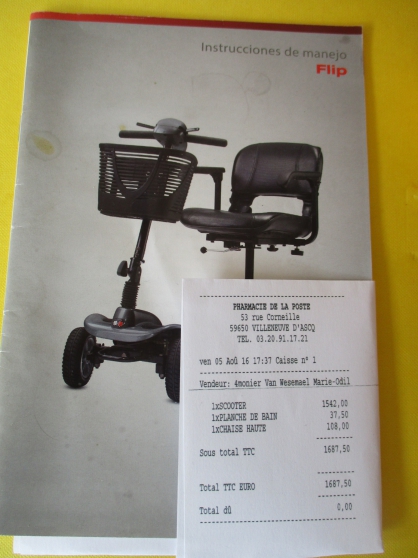 Instrucciones de manejo
Flip
PHARMACIE DE LA POSTE
53 rue Corneille
59650 VILLENEUVE D'ASCQ
TEL. 03.20.91.17.21
ven 05 Aoû 16 17:37 Caisse n° 1
Vendeur: 4monier Van Wesemael Marie-Odil
1xSCOOTER 1542,00
1xPLANCHE DE BAIN 37,50
1xCHAISE HAUTE 108,00
Sous total TTC 1687,50
Total TTC EURO 1687,50
Total dû 0,00